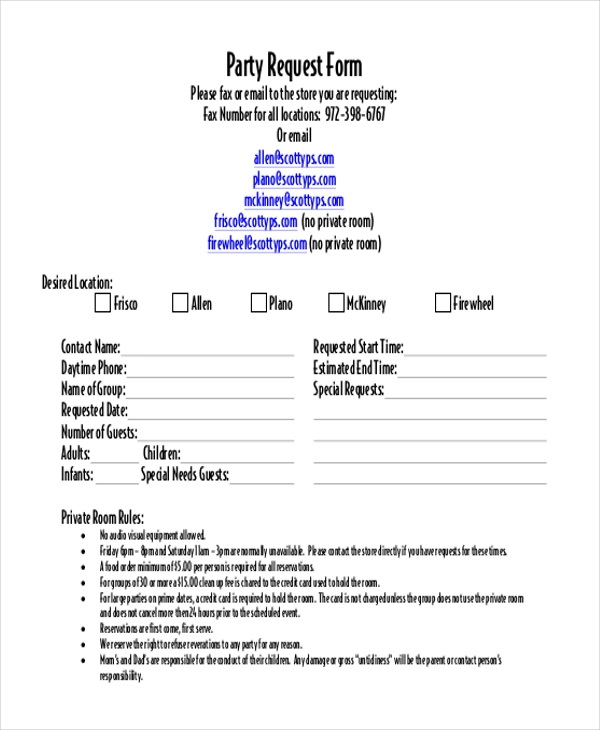 Party Request Form
Please fax or email to the store you are requesting:
Fax Number for all locations: 972-398-6767
Or email
allen@scottyps.com
plano@scottyps.com
mckinney@scottyps.com
frisco@scottyps.com (no private room)
firewheel@scottyps.com (no private room)
Desired Location:
Frisco Allen Plano McKinney Firewheel
Contact Name: Requested Start Time:
Daytime Phone: Estimated End Time:
Name of Group: Special Requests:
Requested Date:
Number of Guests:
Adults: Children:
Infants: Special Needs Guests:
Private Room Rules:
• No audio visual equipment allowed.
• Friday 6pm – 8pm and Saturday 11am – 3pm are normally unavailable. Please contact the store directly if you have requests for these times.
• A food order minimum of $5.00 per person is required for all reservations.
• For groups of 30 or more a $15.00 clean up fee is chared to the credit card used to hold the room.
• For large parties on prime dates, a credit card is required to hold the room. The card is not charged unless the group does not use the private room
and does not cancel more then 24 hours prior to the scheduled event.
• Reservations are first come, first serve.
• We reserve the right to refuse reverations to any party for any reason.
• Mom's and Dad's are responsible for the conduct of their children. Any damage or gross "untidiness" will be the parent or contact person's
responsibility.